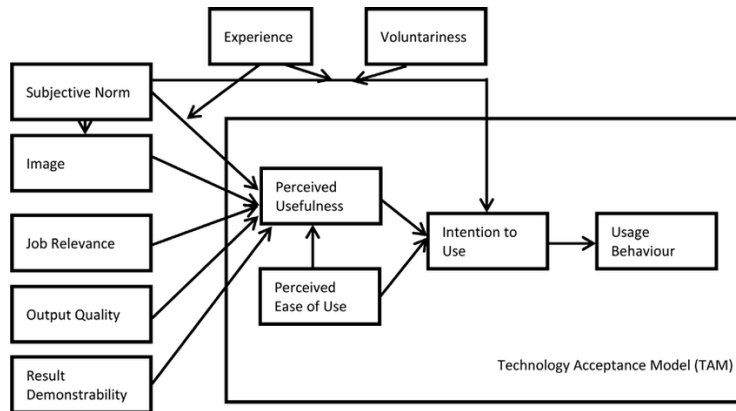 Experience
Voluntariness
Subjective Norm
Image
Job Relevance
Output Quality
Result
Demonstrability
Perceived
Usefulness
Perceived
Ease of Use
Intention to
Use
Usage
Behaviour
Technology Acceptance Model (TAM)